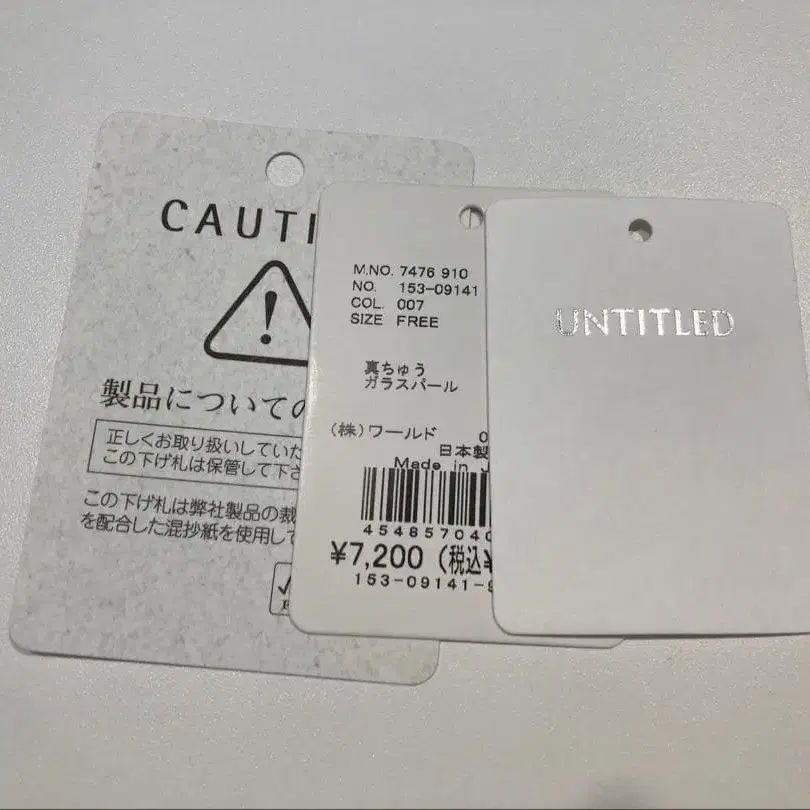 CAUTI
製品についての
正しくお取り扱いしていた
この下げ札は保管して下さ
この下げ札は弊社製品の裁
を配合した混抄紙を使用して
M.NO. 7476 910
NO. 153-09141
COL. 007
SIZE FREE
真ちゅう
ガラスパール
(株)ワールド 0
日本製
Made in J
454857040
¥7,200 (税込¥
153-09141-9
UNTITLED